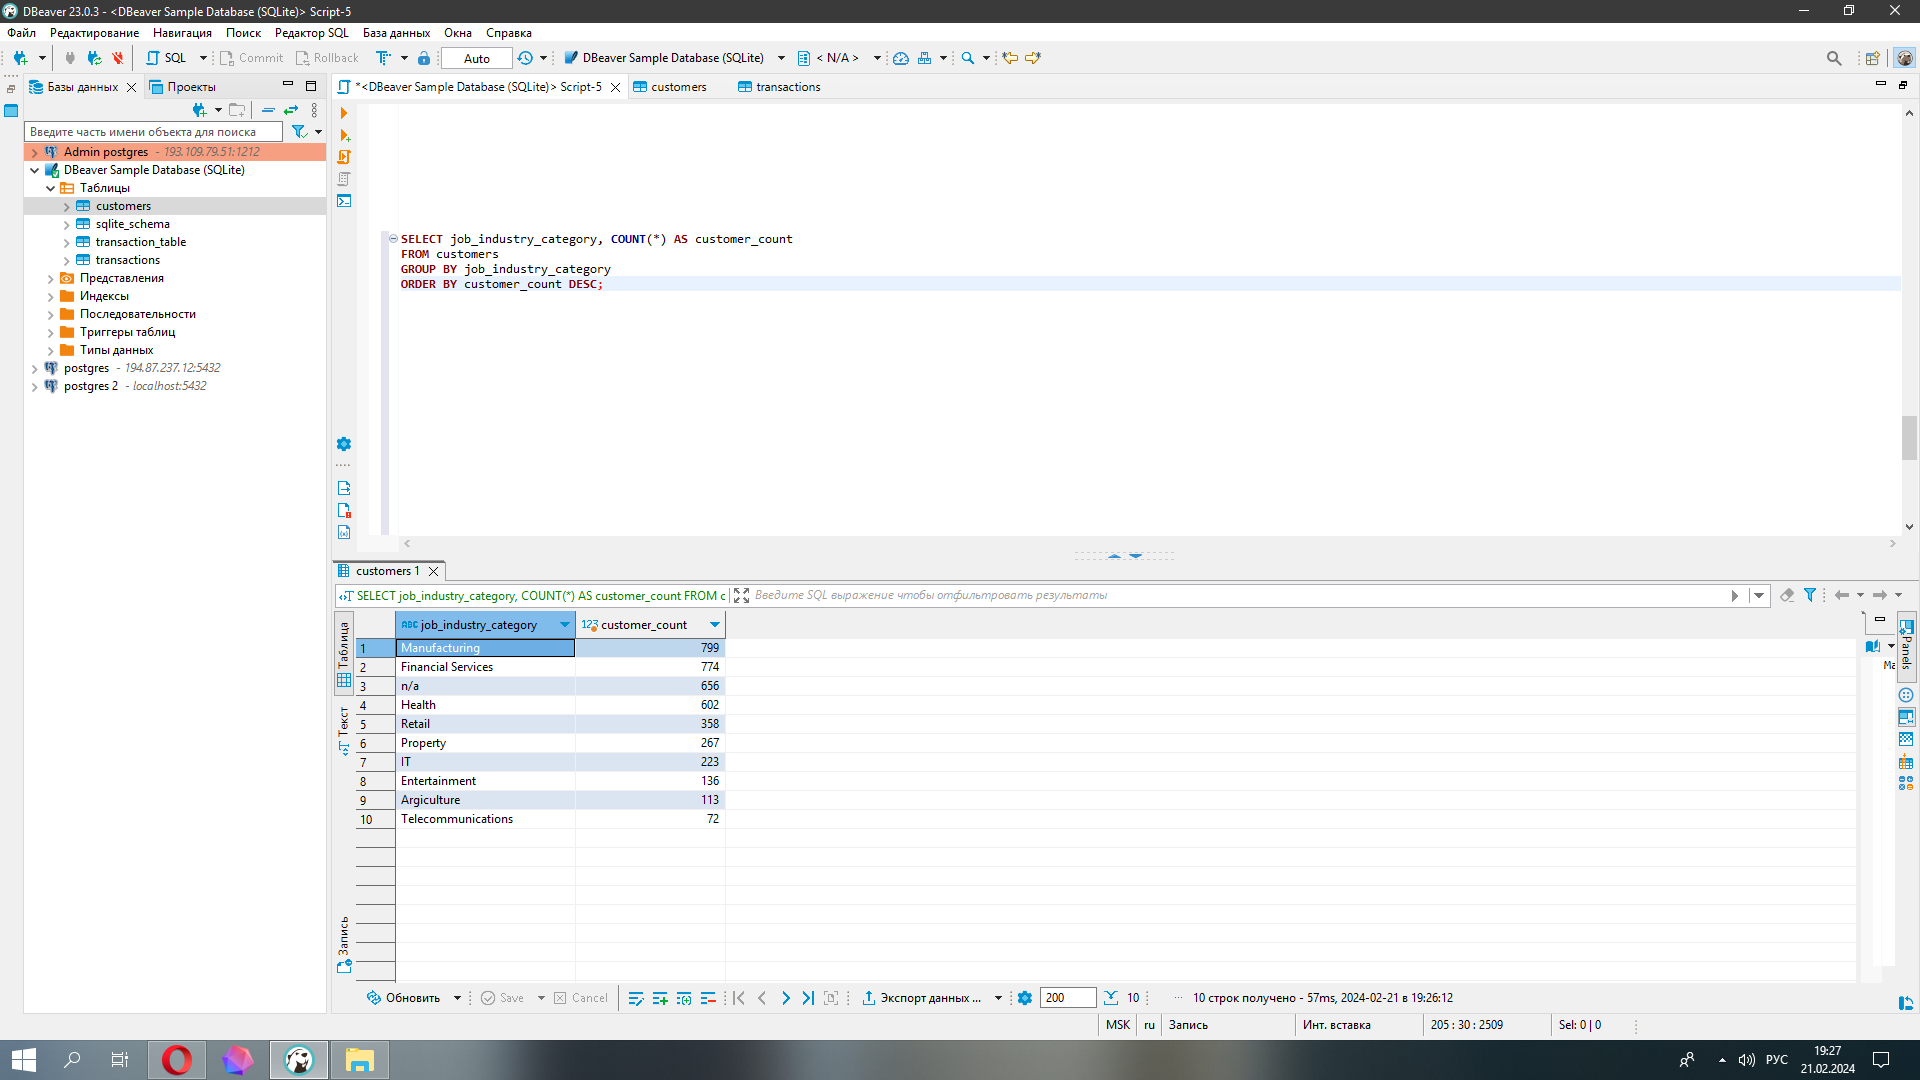 DBeaver 23.0.3 - <DBeaver Sample Database (SQLite)> Script-5
Файл Редактирование Навигация Поиск Редактор SQL База данных Окна Справка
SQL Commit Rollback Auto DBeaver Sample Database (SQLite) < N/A >
Базы данных Проекты
*<DBeaver Sample Database (SQLite)> Script-5 customers transactions
Введите часть имени объекта для поиска
Admin postgres - 193.109.79.51:1212
DBeaver Sample Database (SQLite)
Таблицы
customers
sqlite_schema
transaction_table
transactions
Представления
Индексы
Последовательности
Триггеры таблиц
Типы данных
postgres - 194.87.237.12:5432
postgres 2 - localhost:5432
SELECT job_industry_category, COUNT(*) AS customer_count
FROM customers
GROUP BY job_industry_category
ORDER BY customer_count DESC;
customers 1
SELECT job_industry_category, COUNT(*) AS customer_count FROM c
Введите SQL выражение чтобы отфильтровать результаты
Таблица
Текст
Запись
ABC job_industry_category 123 customer_count
1 Manufacturing 799
2 Financial Services 774
3 n/a 656
4 Health 602
5 Retail 358
6 Property 267
7 IT 223
8 Entertainment 136
9 Argiculture 113
10 Telecommunications 72
Panels
Ma
Обновить Save Cancel Экспорт данных ... 200 10 ... 10 строк получено - 57ms, 2024-02-21 в 19:26:12
MSK ru Запись Инт. вставка 205 : 30 : 2509 Sel: 0 | 0
РУС
19:27
21.02.2024